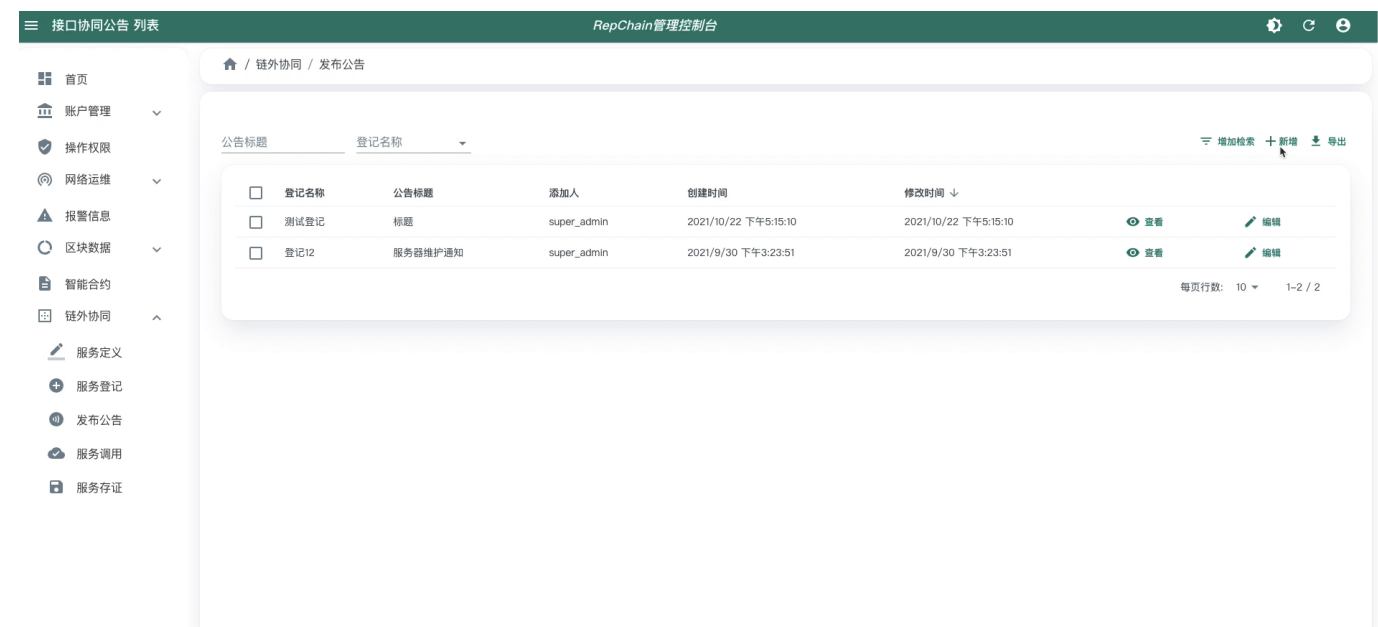 接口协同公告 列表
RepChain管理控制台
首页
账户管理
操作权限
网络运维
报警信息
区块数据
智能合约
链外协同
服务定义
服务登记
发布公告
服务调用
服务存证
/ 链外协同 / 发布公告
公告标题 登记名称 增加检索 新增 导出
登记名称 公告标题 添加人 创建时间 修改时间
测试登记 标题 super_admin 2021/10/22 下午5:15:10 2021/10/22 下午5:15:10 查看 编辑
登记12 服务器维护通知 super_admin 2021/9/30 下午3:23:51 2021/9/30 下午3:23:51 查看 编辑
每页行数: 10 1-2 / 2